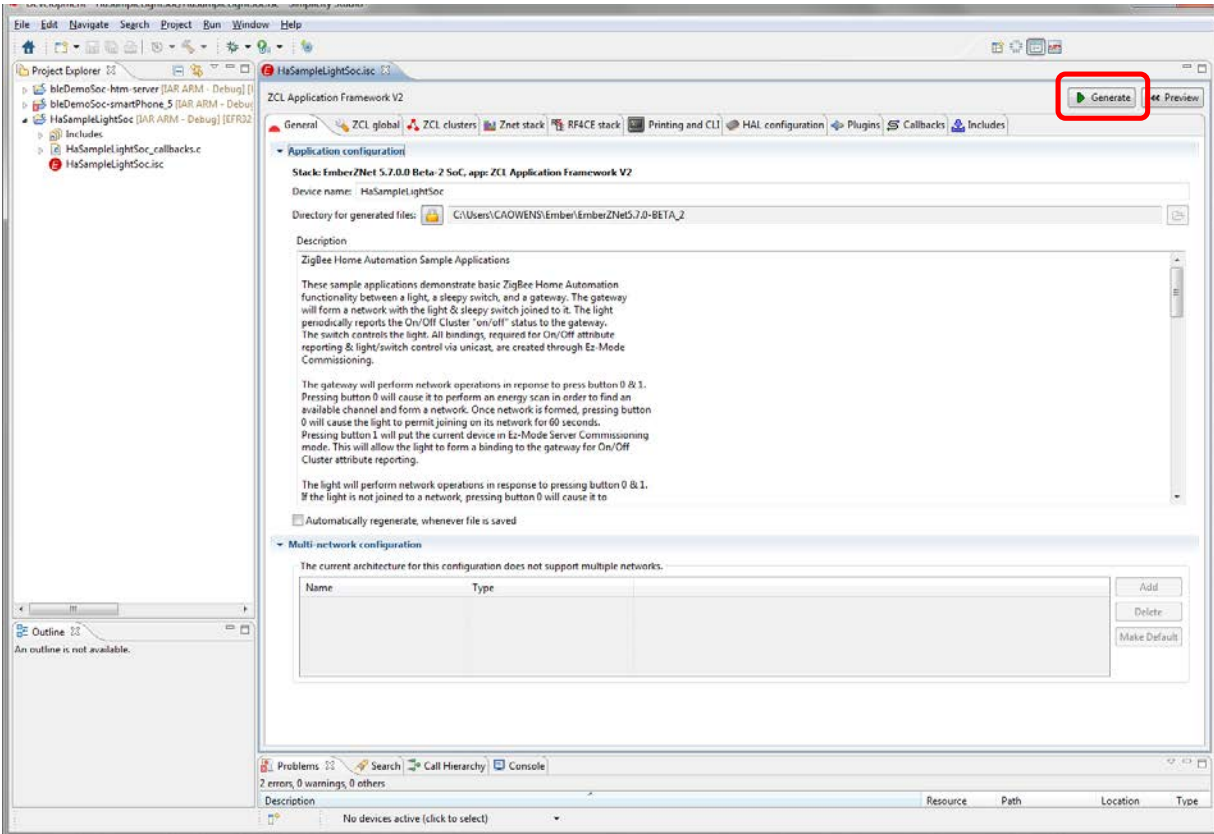 File Edit Navigate Search Project Run Window Help
Project Explorer
HaSampleLightSoc.isc
bleDemoSoc-htm-server [IAR ARM - Debug] [I
bleDemoSoc-smartPhone_5 [IAR ARM - Debug
HaSampleLightSoc [IAR ARM - Debug] [EFR32
Includes
HaSampleLightSoc_callbacks.c
HaSampleLightSoc.isc
ZCL Application Framework V2
Generate
Preview
General ZCL global ZCL clusters Znet stack RF4CE stack Printing and CLI HAL configuration Plugins Callbacks Includes
Application configuration
Stack: EmberZNet 5.7.0.0 Beta-2 SoC, app: ZCL Application Framework V2
Device name: HaSampleLightSoc
Directory for generated files: C:\Users\CAOWENS\Ember\EmberZNet5.7.0-BETA_2
Description
ZigBee Home Automation Sample Applications
These sample applications demonstrate basic ZigBee Home Automation
functionality between a light, a sleepy switch, and a gateway. The gateway
will form a network with the light & sleepy switch joined to it. The light
periodically reports the On/Off Cluster "on/off" status to the gateway.
The switch controls the light. All bindings, required for On/Off attribute
reporting & light/switch control via unicast, are created through Ez-Mode
Commissioning.
The gateway will perform network operations in reponse to press button 0 & 1.
Pressing button 0 will cause it to perform an energy scan in order to find an
available channel and form a network. Once network is formed, pressing button
0 will cause the light to permit joining on its network for 60 seconds.
Pressing button 1 will put the current device in Ez-Mode Server Commissioning
mode. This will allow the light to form a binding to the gateway for On/Off
Cluster attribute reporting.
The light will perform network operations in response to pressing button 0 & 1.
If the light is not joined to a network, pressing button 0 will cause it to
Automatically regenerate, whenever file is saved
Multi-network configuration
The current architecture for this configuration does not support multiple networks.
Name Type
Add
Delete
Make Default
Outline
An outline is not available.
Problems Search Call Hierarchy Console
2 errors, 0 warnings, 0 others
Description Resource Path Location Type
No devices active (click to select)